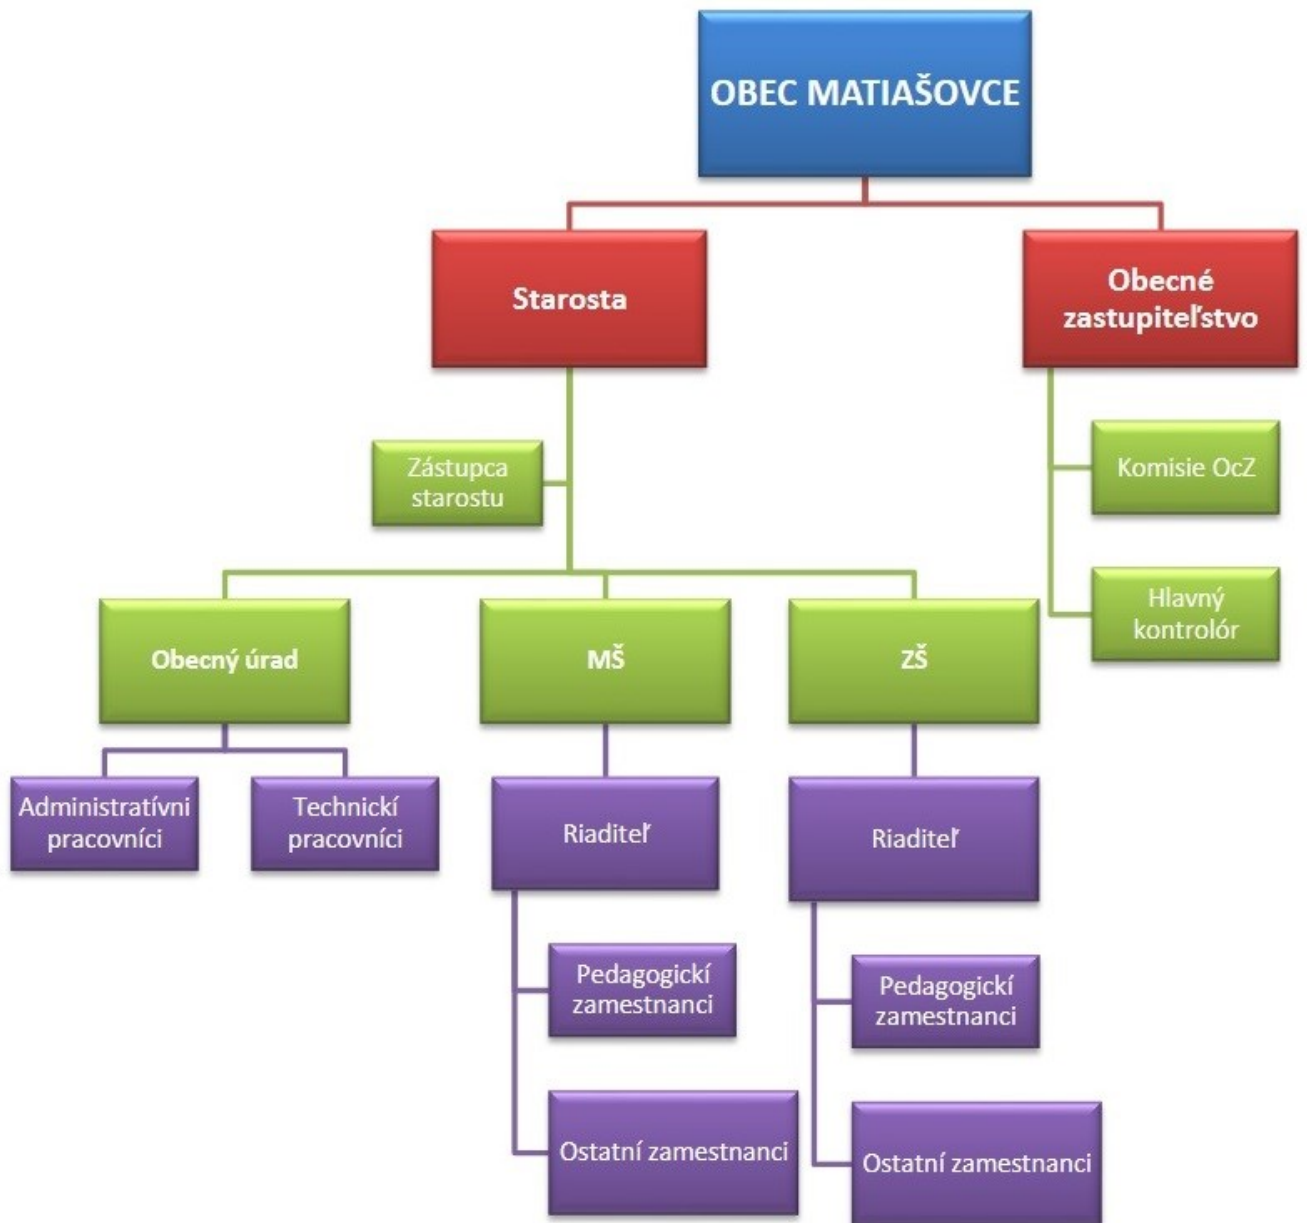 OBEC MATIAŠOVCE
Starosta
Obecné
zastupiteľstvo
Zástupca
starostu
Komisie OcZ
Hlavný
kontrolór
Obecný úrad
MŠ
ZŠ
Administratívni
pracovníci
Technickí
pracovníci
Riaditeľ
Riaditeľ
Pedagogickí
zamestnanci
Pedagogickí
zamestnanci
Ostatní zamestnanci
Ostatní zamestnanci